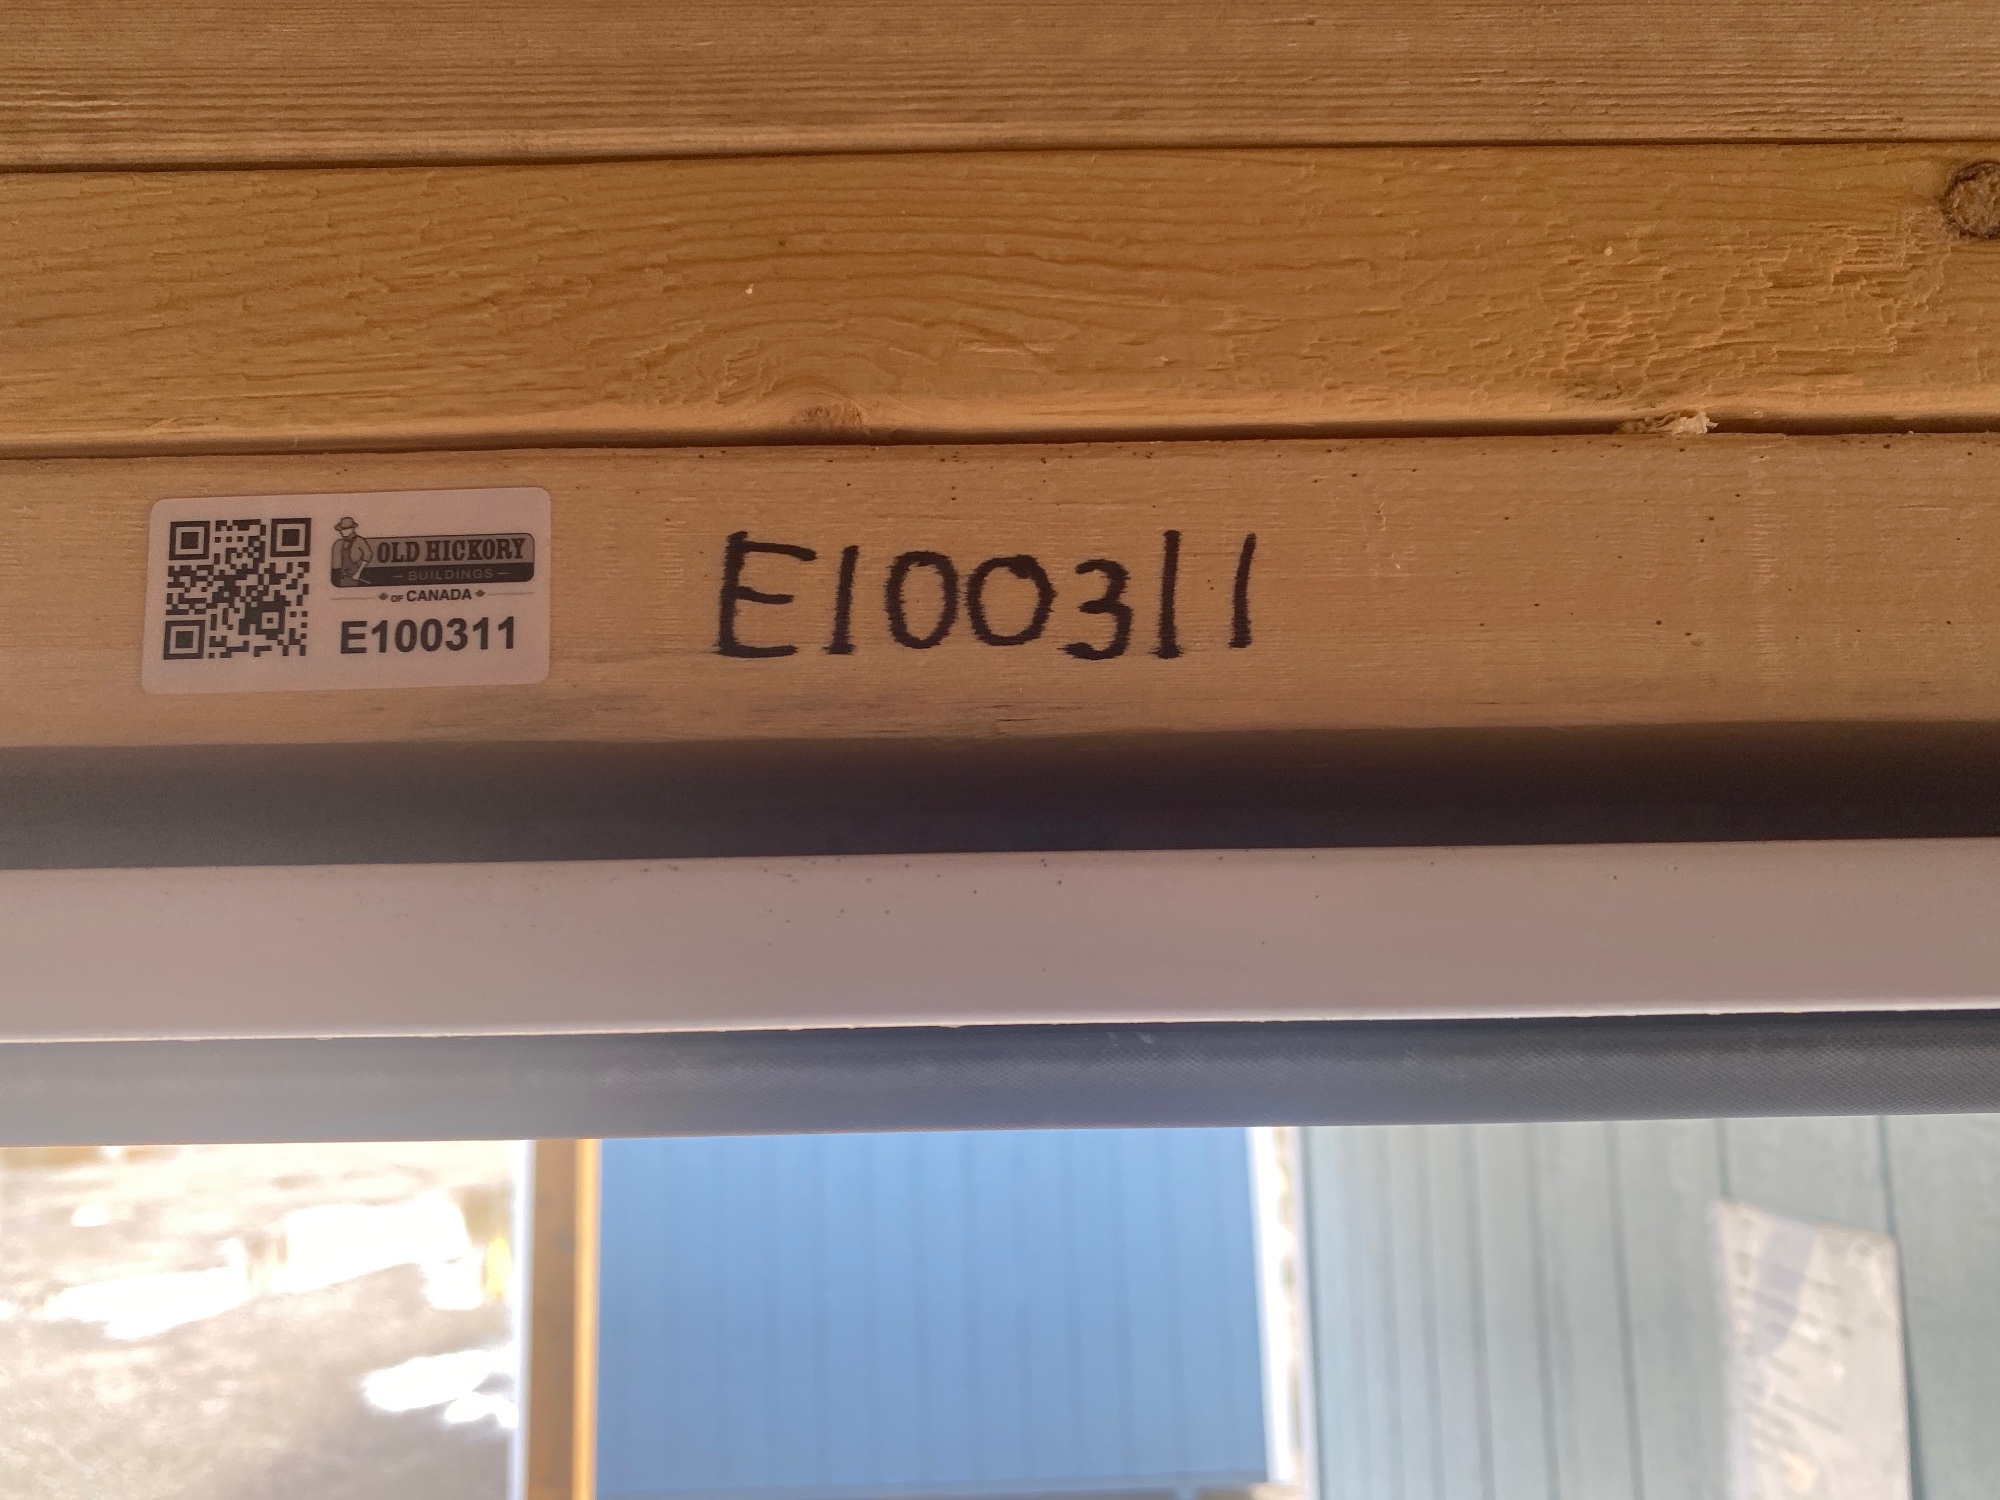 OLD HICKORY
BUILDINGS
OF CANADA
E100311
E100311